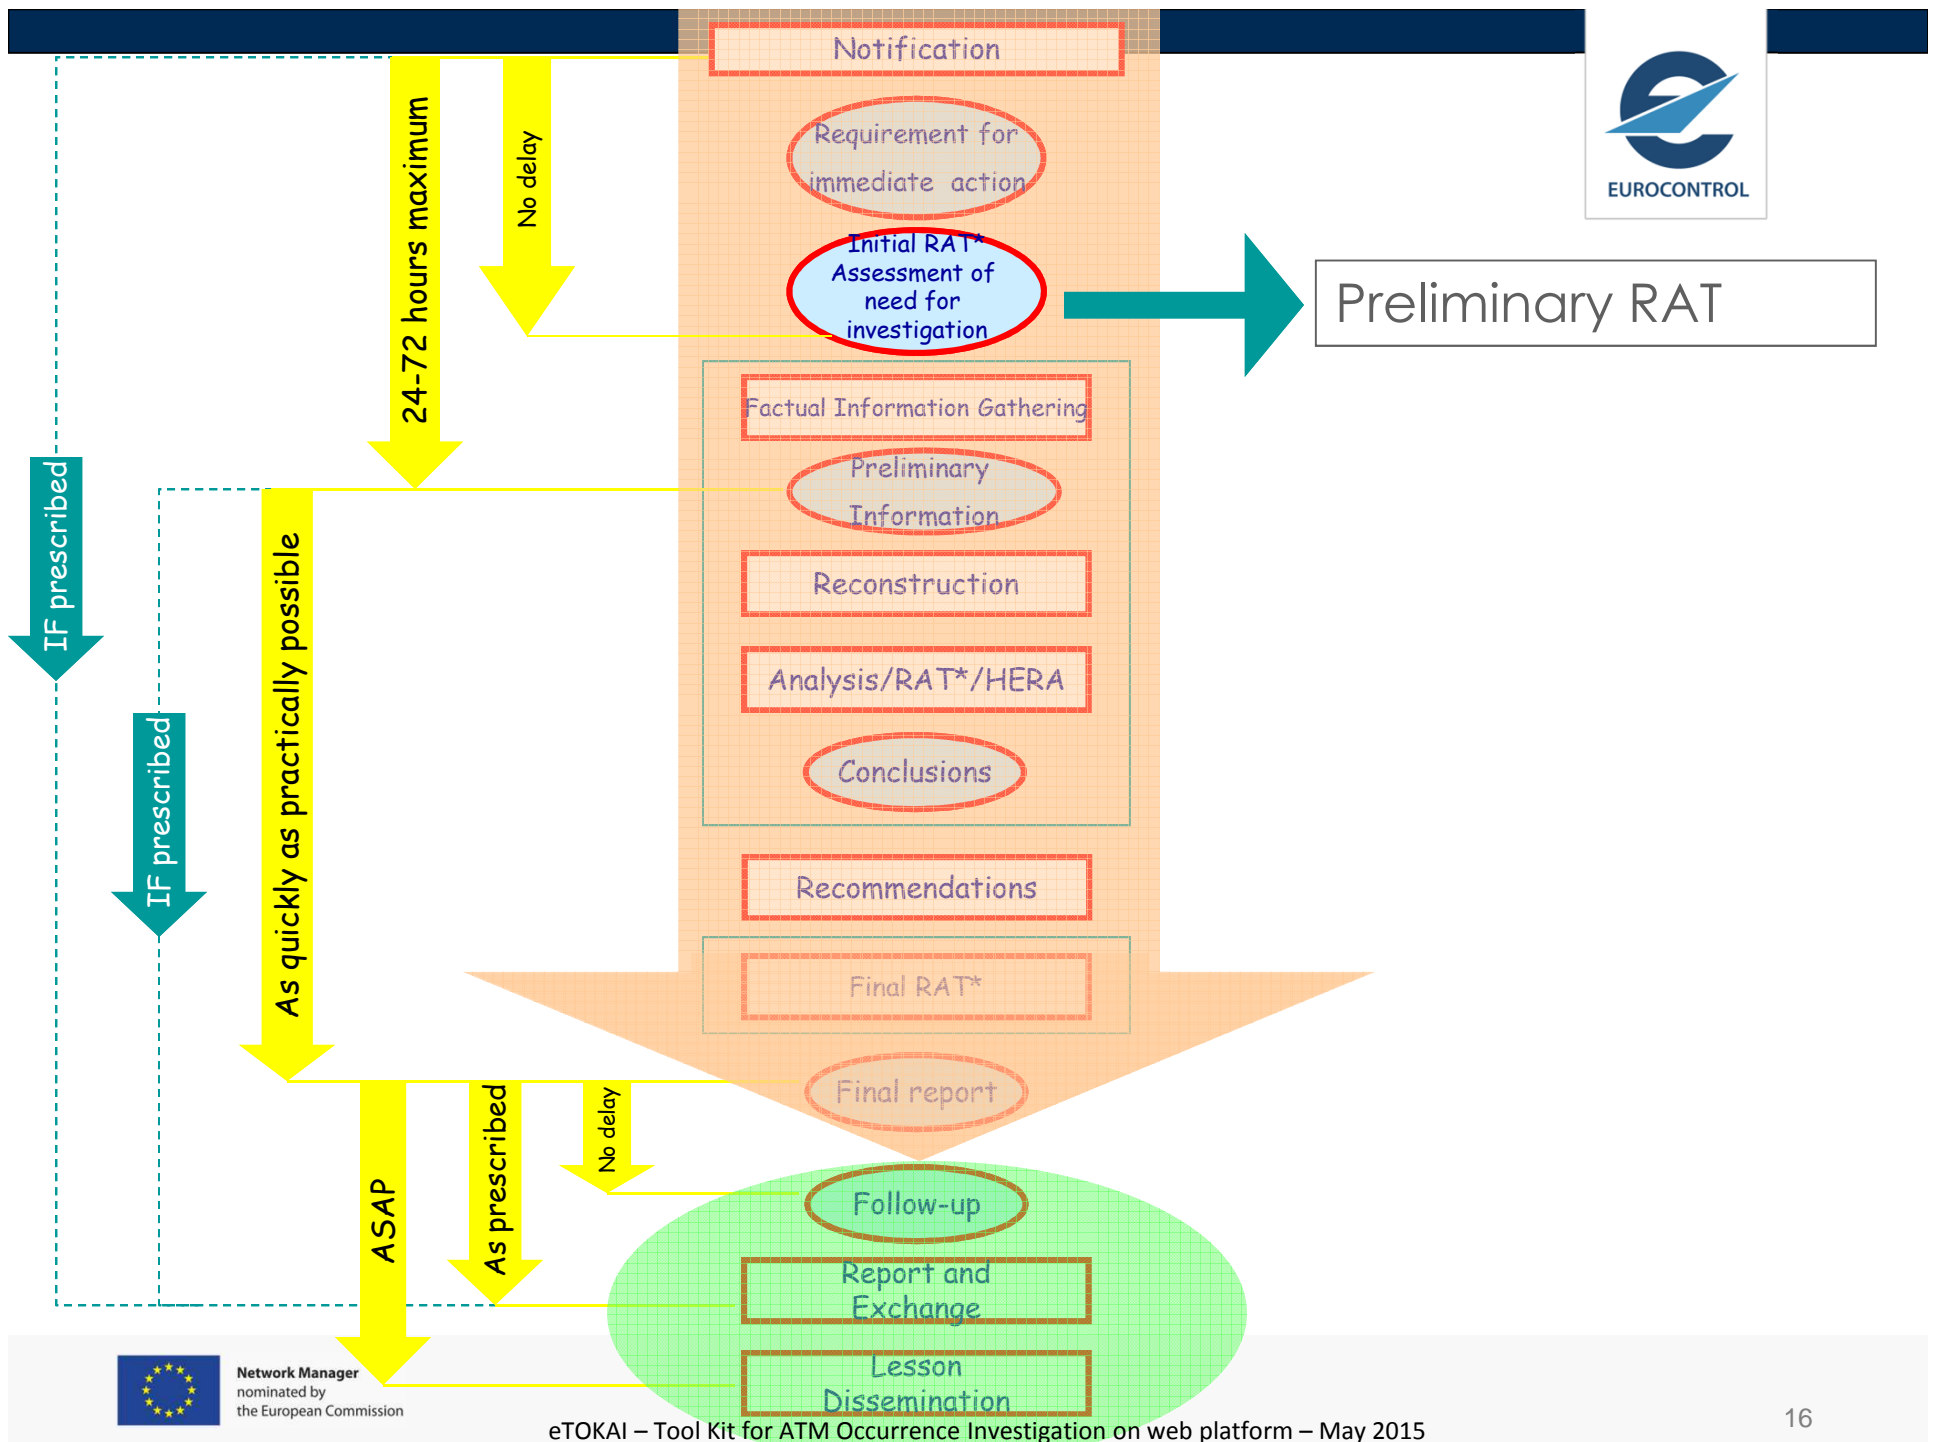 Notification
Requirement for
immediate action
Initial RAT*
Assessment of
need for
investigation
Factual Information Gathering
Preliminary
Information
Reconstruction
Analysis/RAT*/HERA
Conclusions
Recommendations
Final RAT*
Final report
Follow-up
Report and
Exchange
Lesson
Dissemination
No delay
24-72 hours maximum
IF prescribed
As quickly as practically possible
IF prescribed
No delay
As prescribed
ASAP
EUROCONTROL
Preliminary RAT
Network Manager
nominated by
the European Commission
eTOKAI – Tool Kit for ATM Occurrence Investigation on web platform – May 2015
16